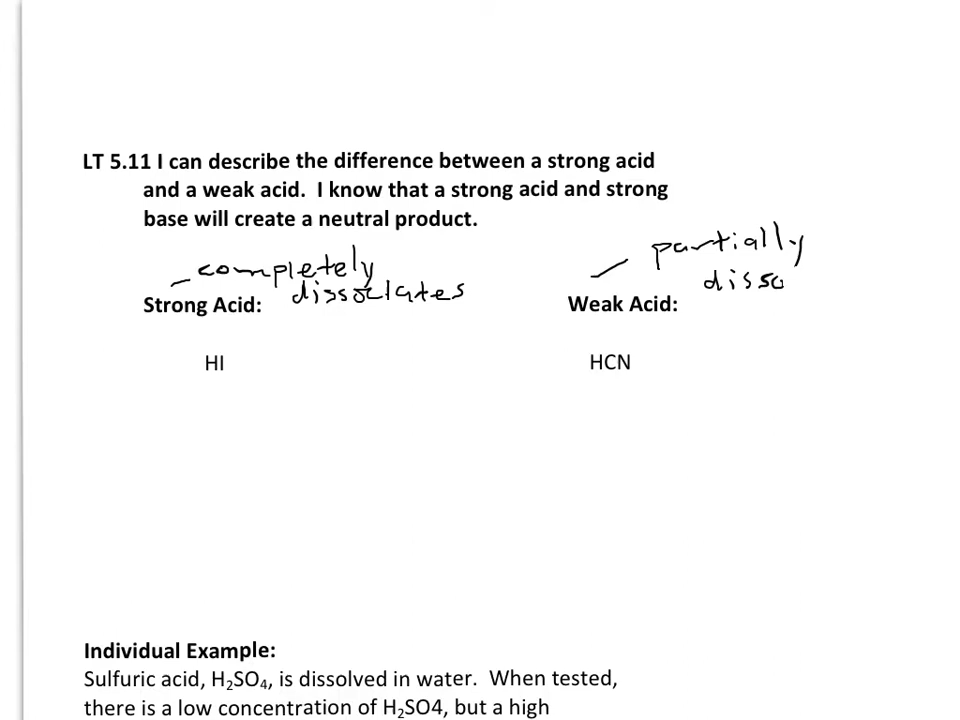 LT 5.11 I can describe the difference between a strong acid
and a weak acid. I know that a strong acid and strong
base will create a neutral product.
– completely
dissociates
– partially
disso
Strong Acid:
Weak Acid:
HI
HCN
Individual Example:
Sulfuric acid, H₂SO₄, is dissolved in water. When tested,
there is a low concentration of H₂SO4, but a high